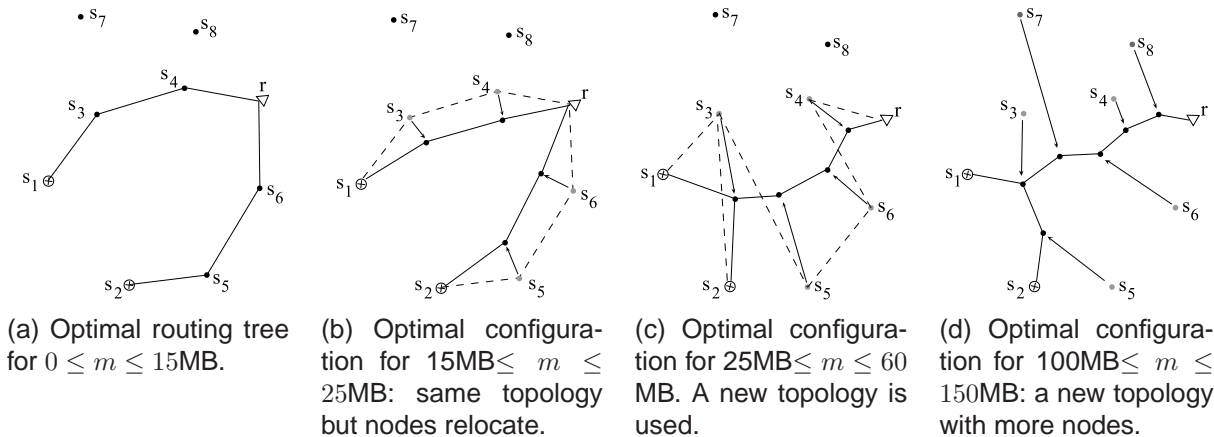 s7
s8
s4
r
s3
s1
s6
s5
s2
s7
s8
s4
r
s3
s1
s6
s5
s2
s7
s8
s4
s3
r
s1
s6
s2
s5
s7
s8
s3
s4
r
s1
s6
s2
s5
(a) Optimal routing tree
for 0 ≤ m ≤ 15MB.
(b) Optimal configura-
tion for 15MB≤ m ≤
25MB: same topology
but nodes relocate.
(c) Optimal configu-
ration for 25MB≤ m ≤ 60
MB. A new topology is
used.
(d) Optimal configura-
tion for 100MB≤ m ≤
150MB: a new topology
with more nodes.